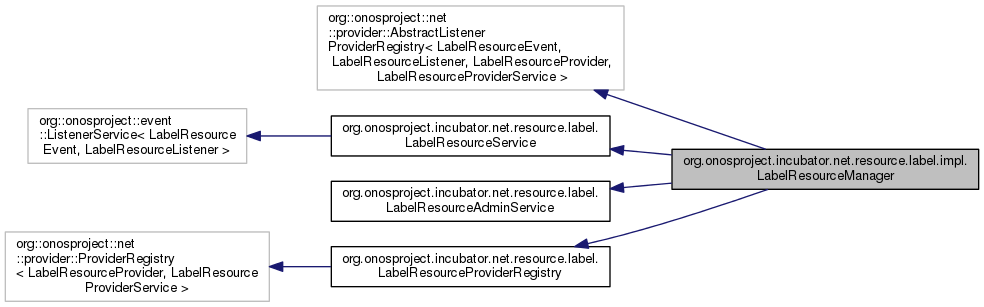 org::onosproject::net
::provider::AbstractListener
ProviderRegistry< LabelResourceEvent,
LabelResourceListener, LabelResourceProvider,
LabelResourceProviderService >
org::onosproject::event
::ListenerService< LabelResource
Event, LabelResourceListener >
org.onosproject.incubator.net.resource.label.
LabelResourceService
org.onosproject.incubator.net.resource.label.impl.
LabelResourceManager
org.onosproject.incubator.net.resource.label.
LabelResourceAdminService
org::onosproject::net
::provider::ProviderRegistry
< LabelResourceProvider, LabelResource
ProviderService >
org.onosproject.incubator.net.resource.label.
LabelResourceProviderRegistry